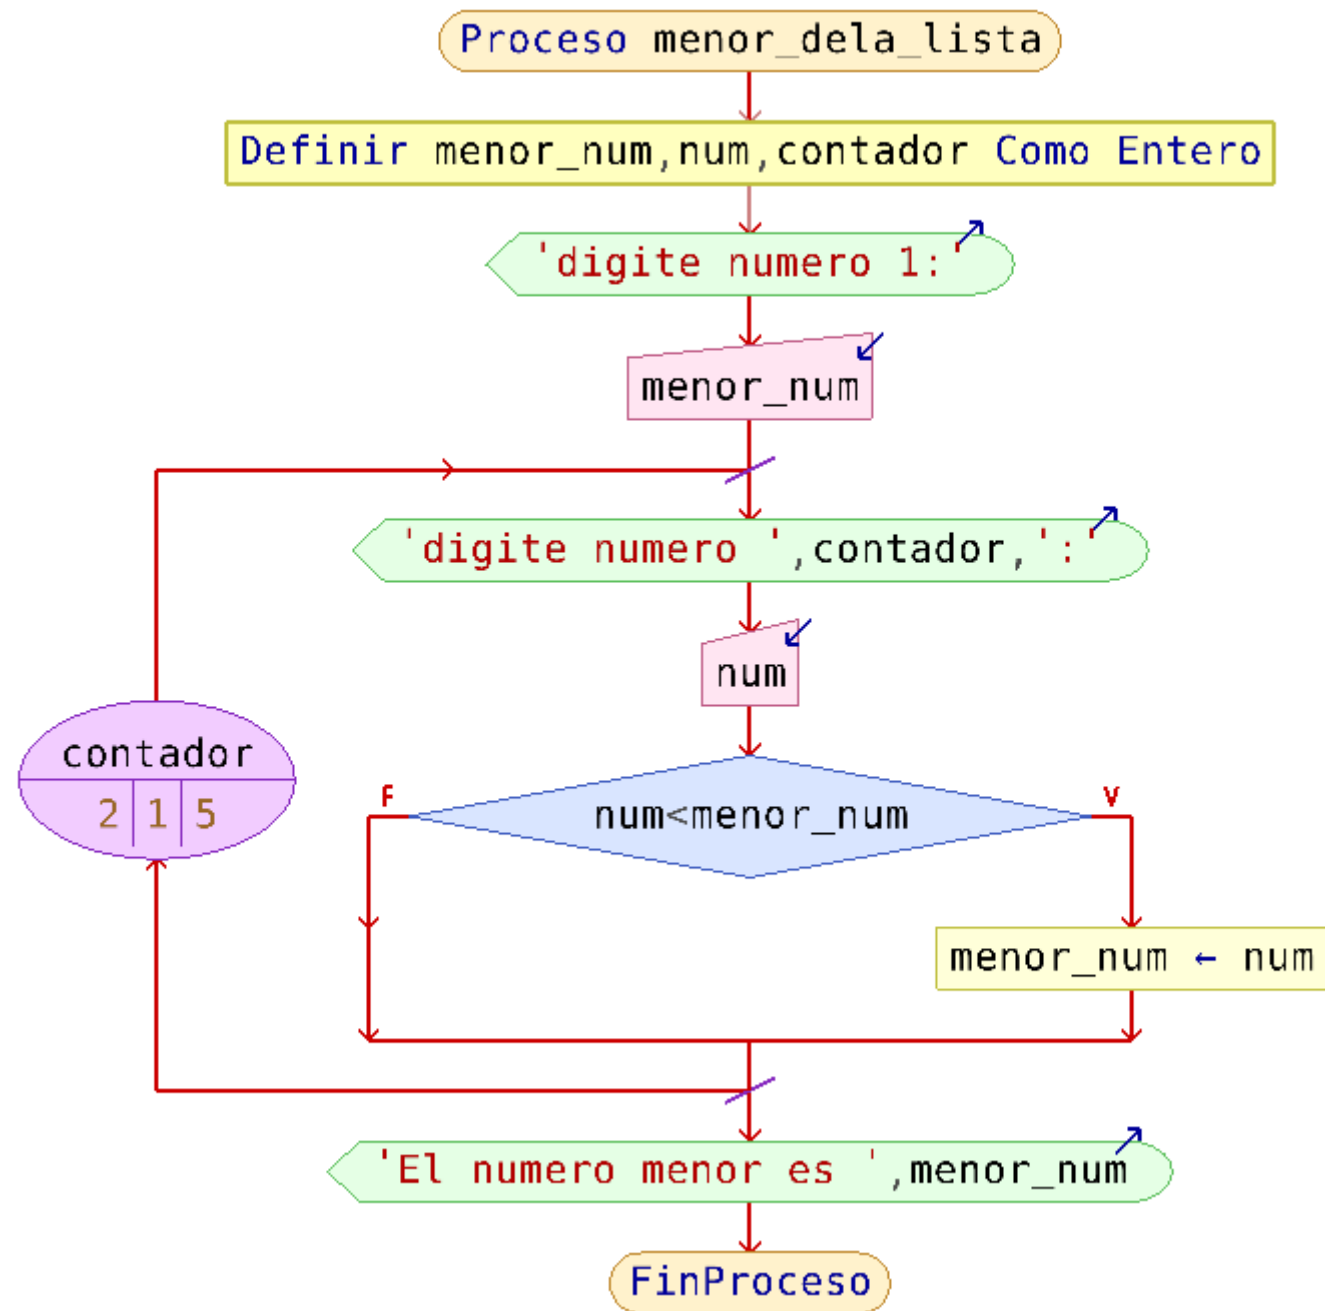 Proceso menor_dela_lista
Definir menor_num,num,contador Como Entero
'digite numero 1:'
menor_num
'digite numero ',contador,':'
num
contador
2 1 5
F
num<menor_num
V
menor_num ← num
'El numero menor es ',menor_num
FinProceso